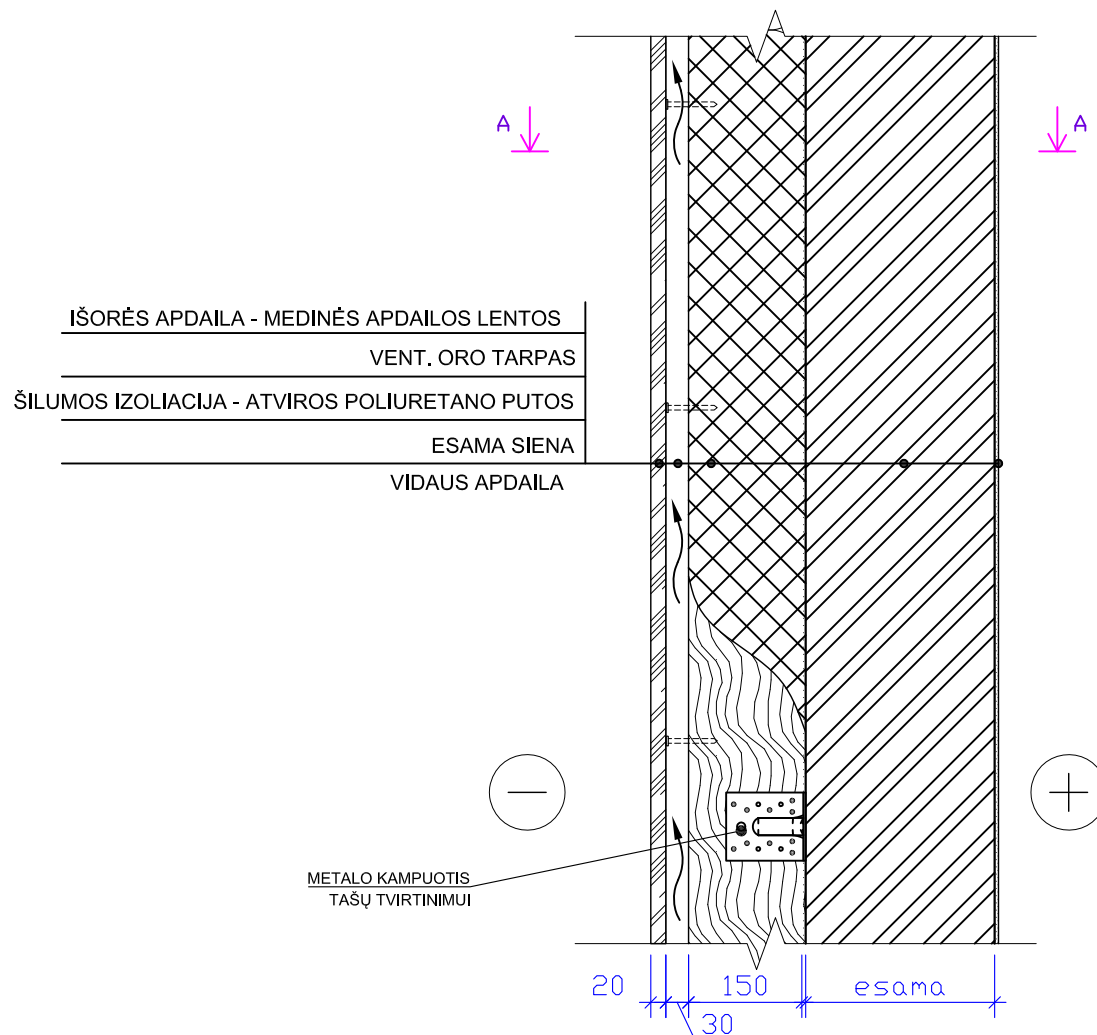 A
A
IŠORĖS APDAILA - MEDINĖS APDAILOS LENTOS
VENT. ORO TARPAS
ŠILUMOS IZOLIACIJA - ATVIROS POLIURETANO PUTOS
ESAMA SIENA
VIDAUS APDAILA
METALO KAMPUOTIS
TAŠŲ TVIRTINIMUI
20
150
esama
30